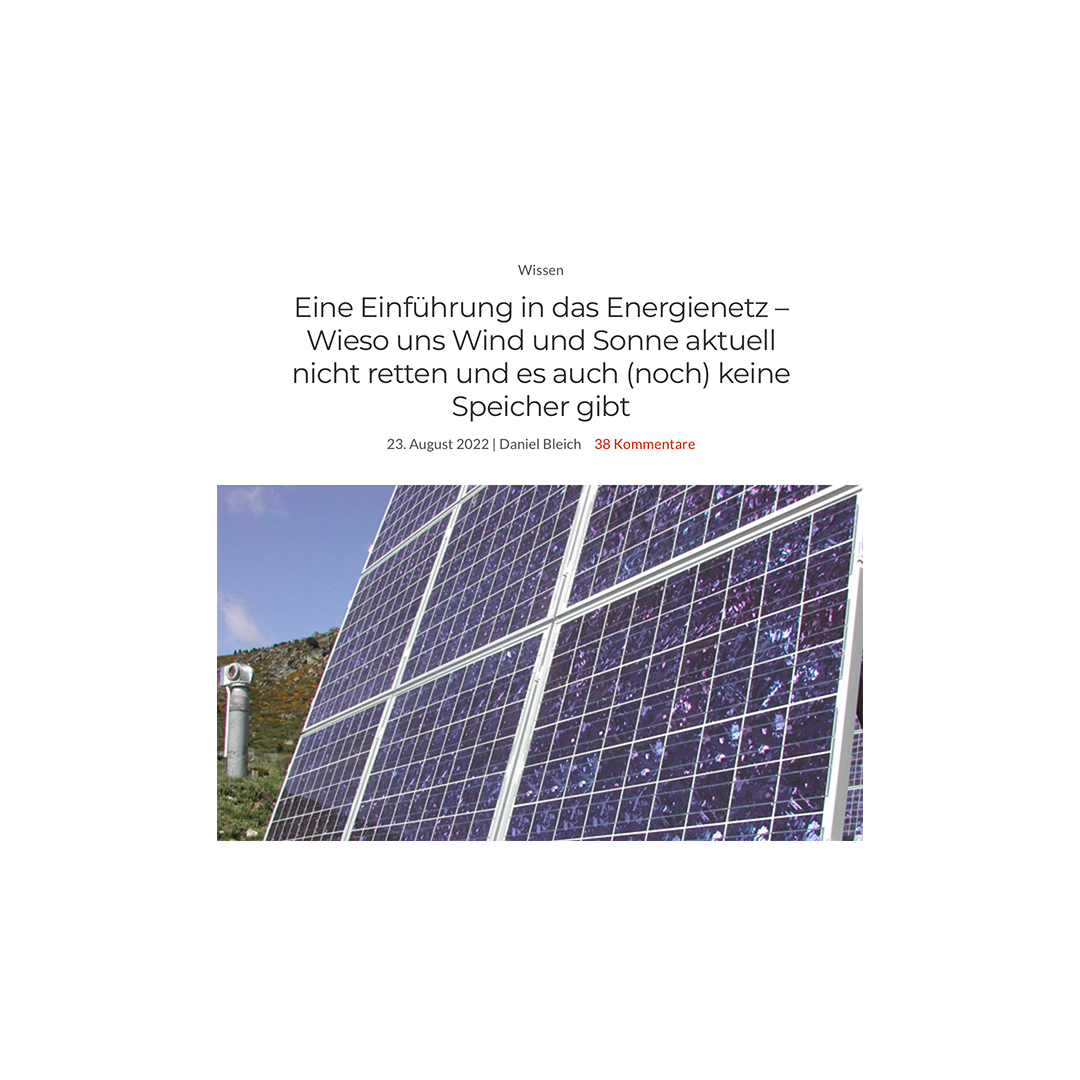 Wissen
Eine Einführung in das Energienetz –
Wieso uns Wind und Sonne aktuell
nicht retten und es auch (noch) keine
Speicher gibt
23. August 2022 | Daniel Bleich 38 Kommentare